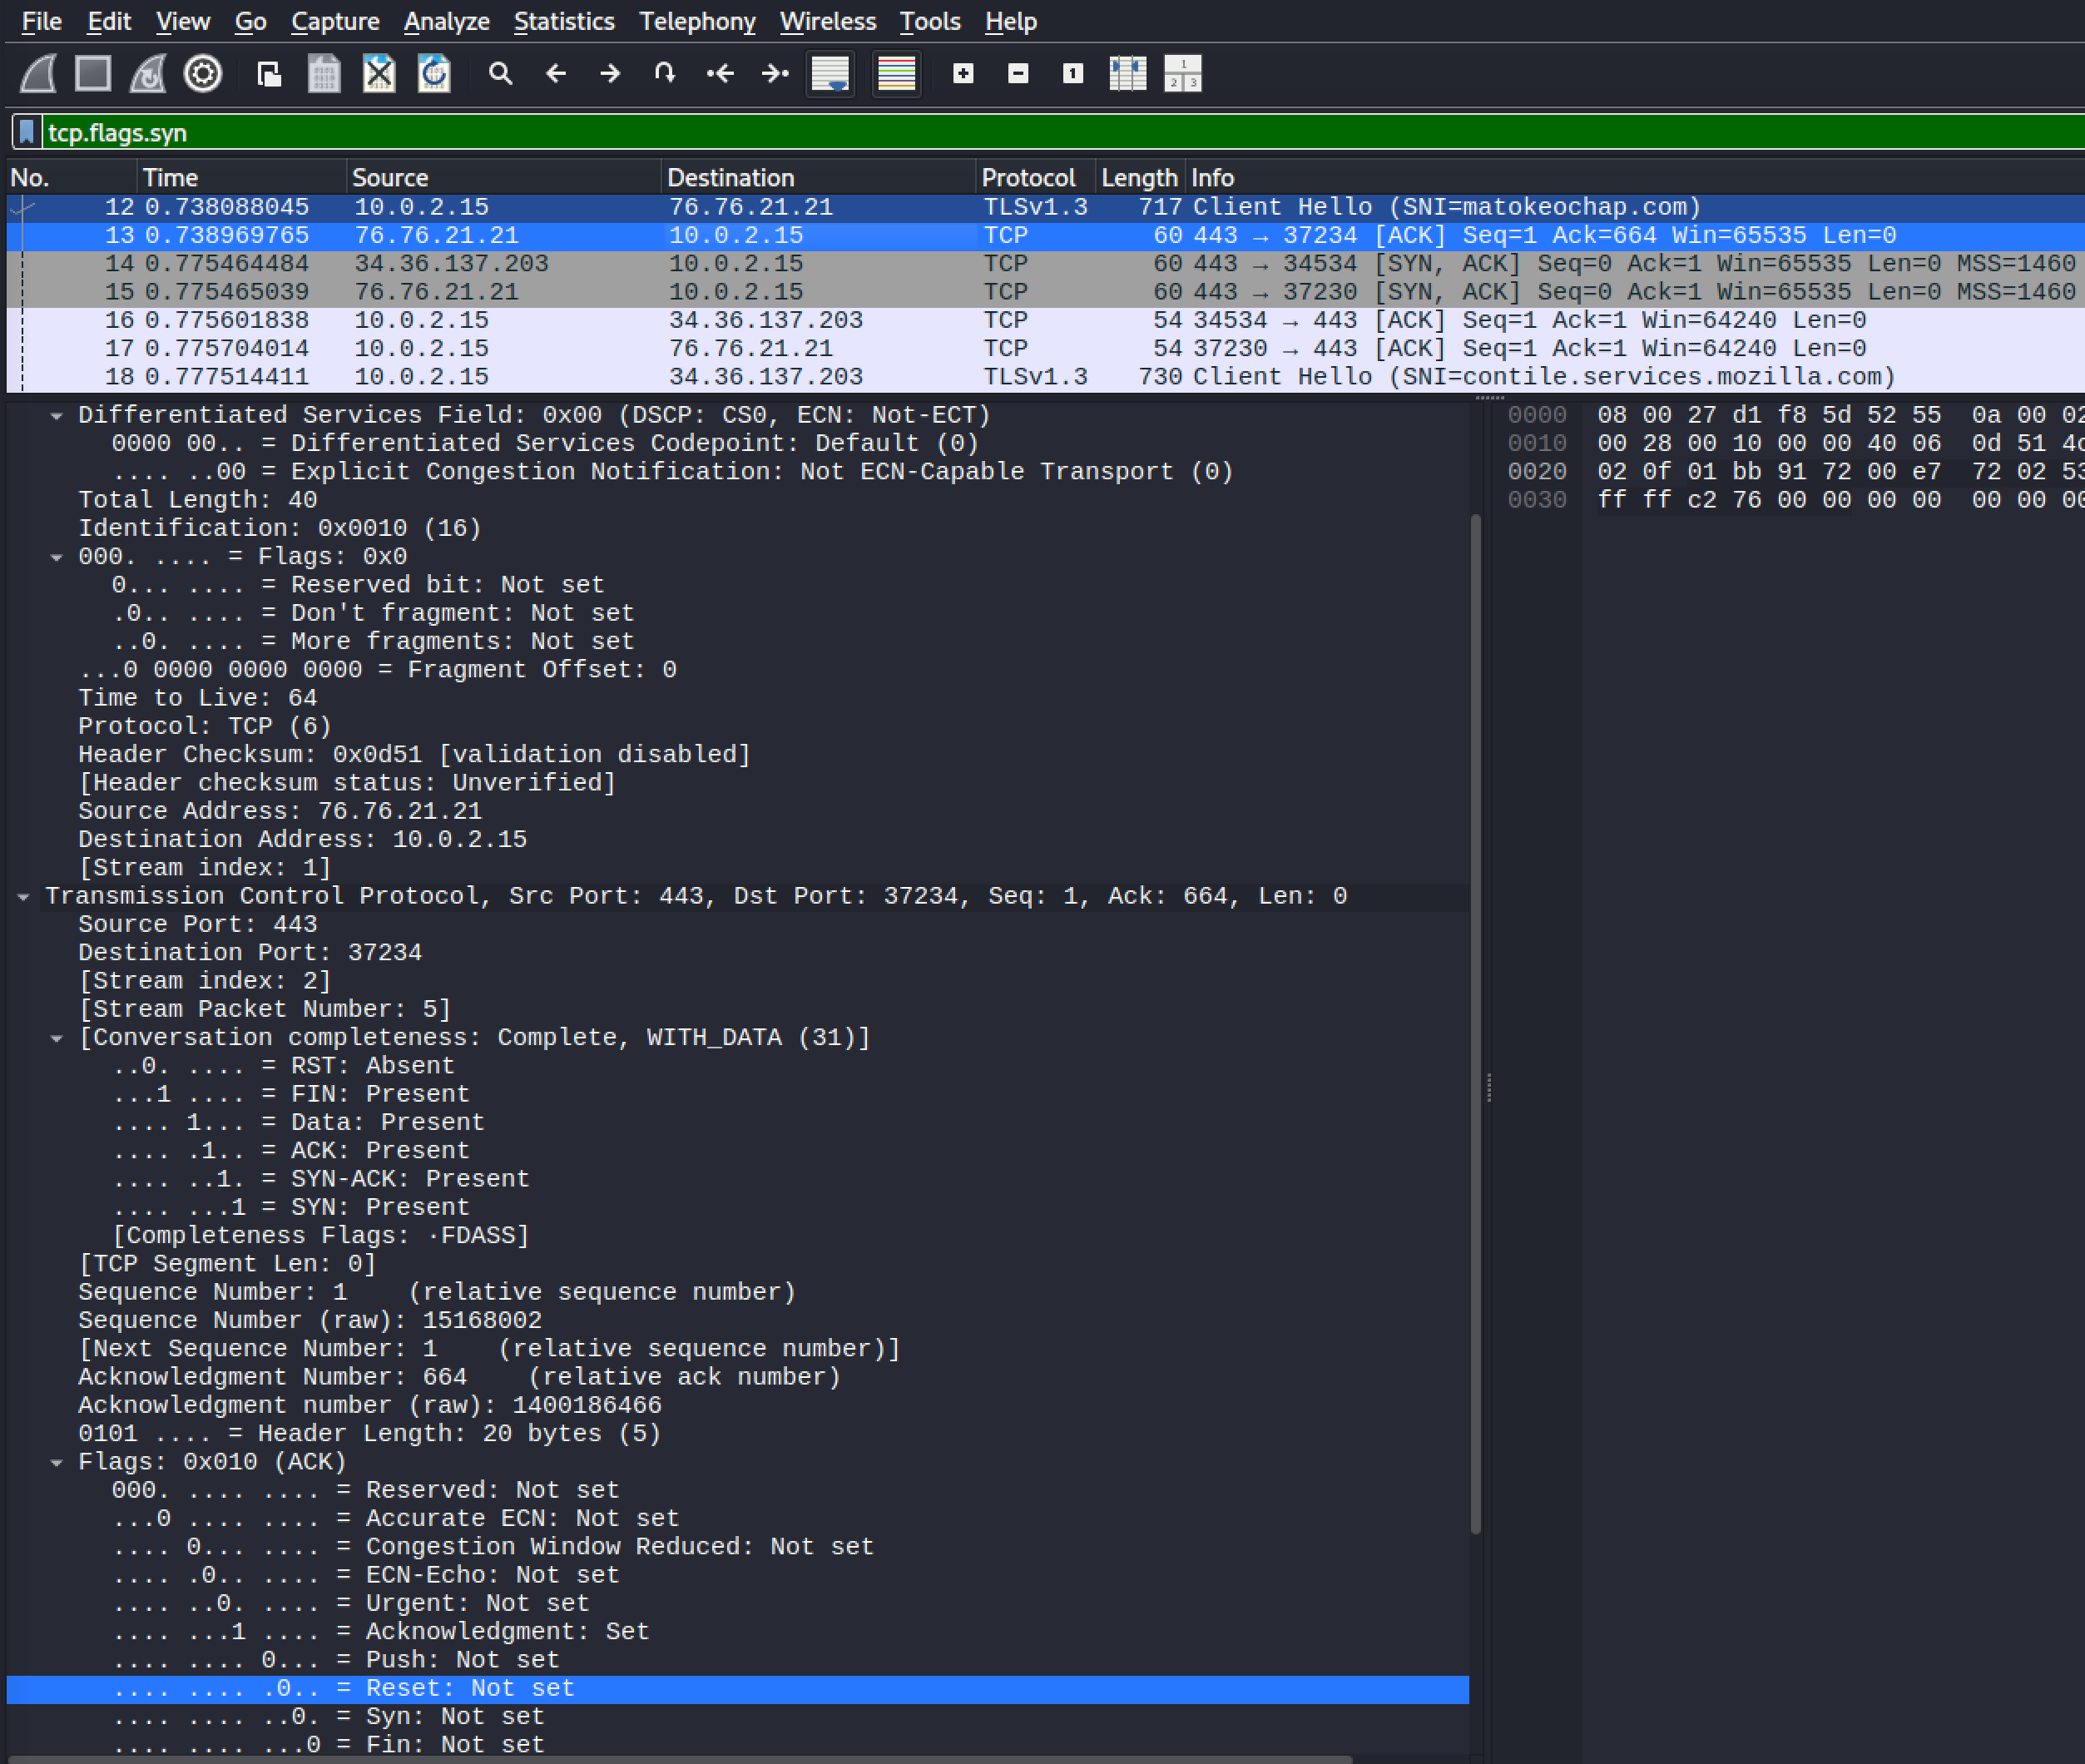 File Edit View Go Capture Analyze Statistics Telephony Wireless Tools Help
tcp.flags.syn
No. Time Source Destination Protocol Length Info
12 0.738088045 10.0.2.15 76.76.21.21 TLSv1.3 717 Client Hello (SNI=matokeochap.com)
13 0.738969765 76.76.21.21 10.0.2.15 TCP 60 443 → 37234 [ACK] Seq=1 Ack=664 Win=65535 Len=0
14 0.775464484 34.36.137.203 10.0.2.15 TCP 60 443 → 34534 [SYN, ACK] Seq=0 Ack=1 Win=65535 Len=0 MSS=1460
15 0.775465039 76.76.21.21 10.0.2.15 TCP 60 443 → 37230 [SYN, ACK] Seq=0 Ack=1 Win=65535 Len=0 MSS=1460
16 0.775601838 10.0.2.15 34.36.137.203 TCP 54 34534 → 443 [ACK] Seq=1 Ack=1 Win=64240 Len=0
17 0.775704014 10.0.2.15 76.76.21.21 TCP 54 37230 → 443 [ACK] Seq=1 Ack=1 Win=64240 Len=0
18 0.777514411 10.0.2.15 34.36.137.203 TLSv1.3 730 Client Hello (SNI=contile.services.mozilla.com)
Differentiated Services Field: 0x00 (DSCP: CS0, ECN: Not-ECT)
0000 00.. = Differentiated Services Codepoint: Default (0)
.... ..00 = Explicit Congestion Notification: Not ECN-Capable Transport (0)
Total Length: 40
Identification: 0x0010 (16)
000. .... = Flags: 0x0
0... .... = Reserved bit: Not set
.0.. .... = Don't fragment: Not set
..0. .... = More fragments: Not set
...0 0000 0000 0000 = Fragment Offset: 0
Time to Live: 64
Protocol: TCP (6)
Header Checksum: 0x0d51 [validation disabled]
[Header checksum status: Unverified]
Source Address: 76.76.21.21
Destination Address: 10.0.2.15
[Stream index: 1]
Transmission Control Protocol, Src Port: 443, Dst Port: 37234, Seq: 1, Ack: 664, Len: 0
Source Port: 443
Destination Port: 37234
[Stream index: 2]
[Stream Packet Number: 5]
[Conversation completeness: Complete, WITH_DATA (31)]
..0. .... = RST: Absent
...1 .... = FIN: Present
.... 1... = Data: Present
.... .1.. = ACK: Present
.... ..1. = SYN-ACK: Present
.... ...1 = SYN: Present
[Completeness Flags: ·FDASS]
[TCP Segment Len: 0]
Sequence Number: 1    (relative sequence number)
Sequence Number (raw): 15168002
[Next Sequence Number: 1    (relative sequence number)]
Acknowledgment Number: 664    (relative ack number)
Acknowledgment number (raw): 1400186466
0101 .... = Header Length: 20 bytes (5)
Flags: 0x010 (ACK)
000. .... .... = Reserved: Not set
...0 .... .... = Accurate ECN: Not set
.... 0... .... = Congestion Window Reduced: Not set
.... .0.. .... = ECN-Echo: Not set
.... ..0. .... = Urgent: Not set
.... ...1 .... = Acknowledgment: Set
.... .... 0... = Push: Not set
.... .... .0.. = Reset: Not set
.... .... ..0. = Syn: Not set
.... .... ...0 = Fin: Not set
0000 08 00 27 d1 f8 5d 52 55 0a 00 02
0010 00 28 00 10 00 00 40 06 0d 51 4c
0020 02 0f 01 bb 91 72 00 e7 72 02 53
0030 ff ff c2 76 00 00 00 00 00 00 00